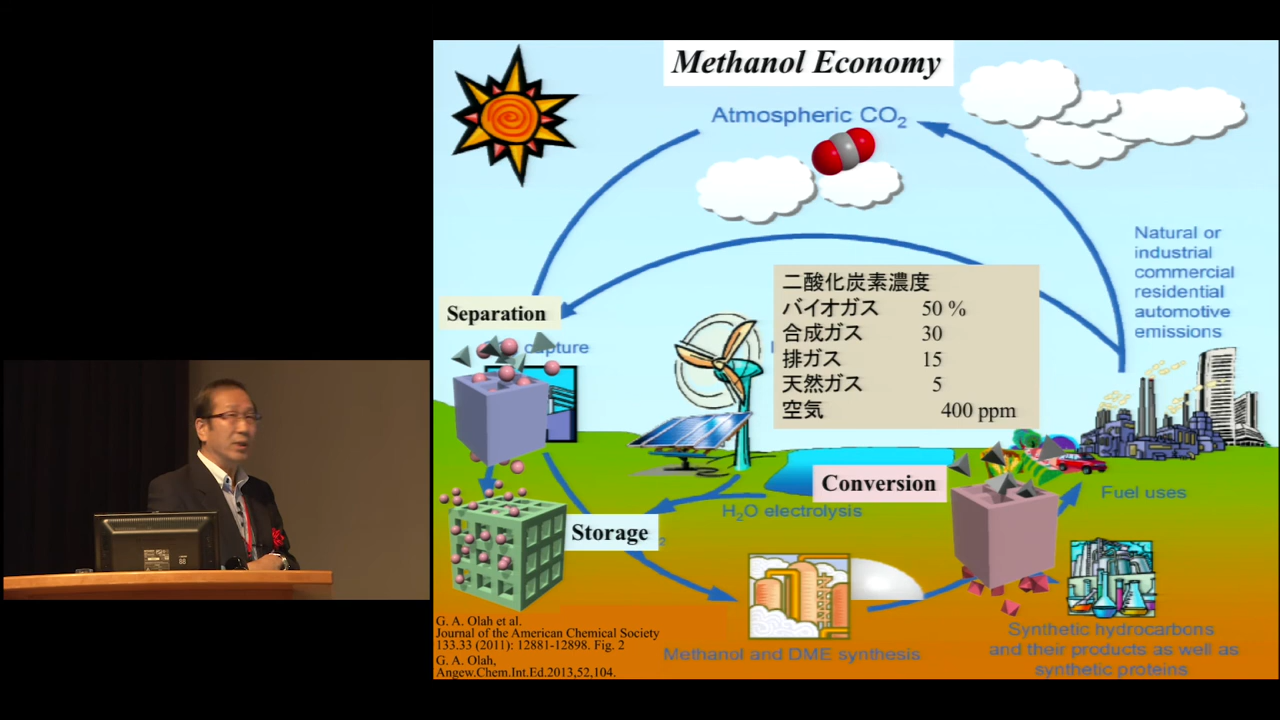 Methanol Economy
Atmospheric CO2
Natural or
industrial
commercial
residential
automotive
emissions
二酸化炭素濃度
バイオガス 50 %
合成ガス 30
排ガス 15
天然ガス 5
空気 400 ppm
Separation
capture
Conversion
Fuel uses
H2O electrolysis
Storage
Methanol and DME synthesis
Synthetic hydrocarbons
and their products as well as
synthetic proteins
G. A. Olah et al.
Journal of the American Chemical Society
133.33 (2011): 12881-12898. Fig. 2
G. A. Olah,
Angew.Chem.Int.Ed.2013,52,104.